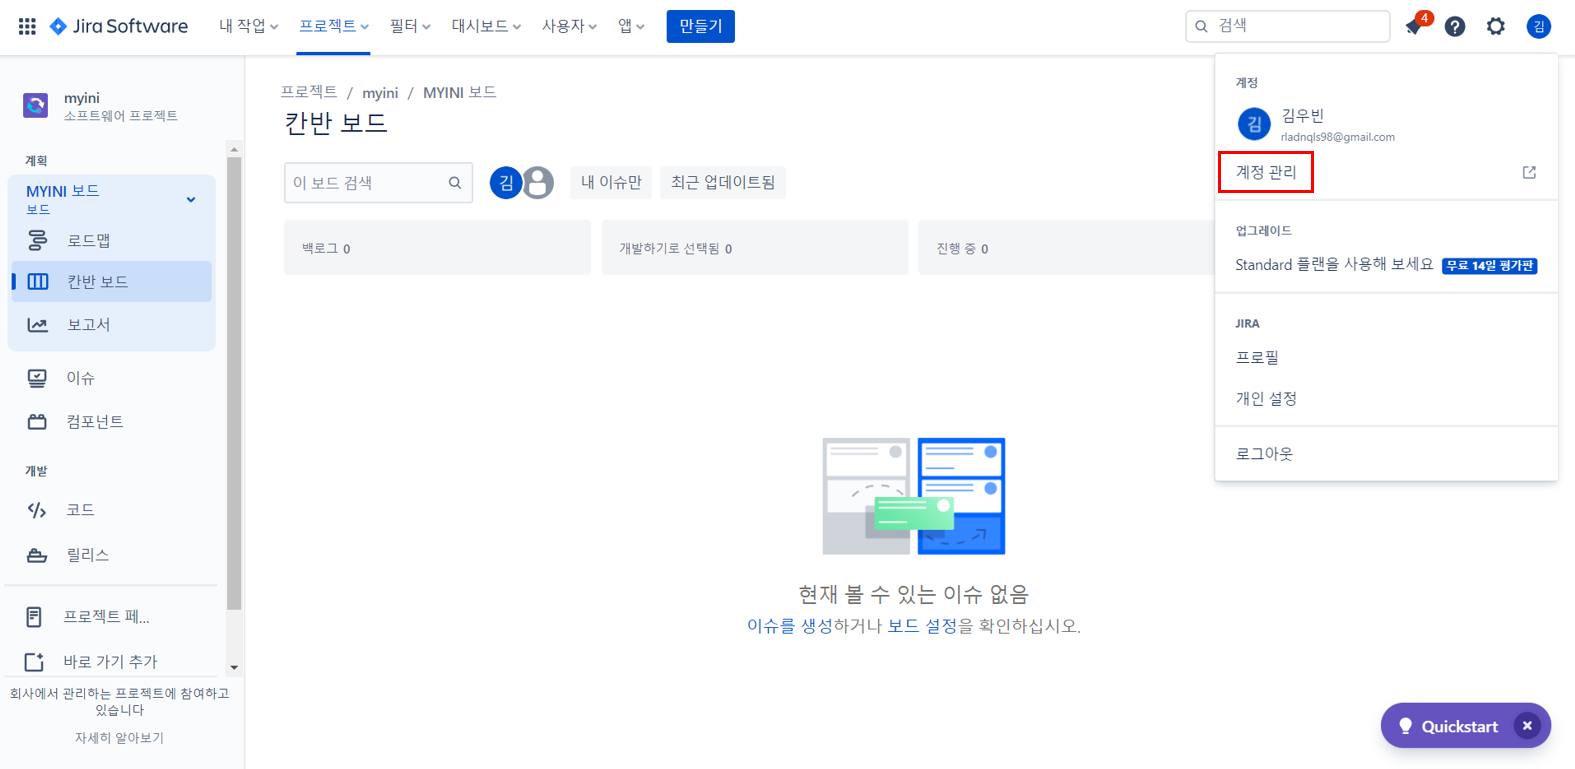 Jira Software
내 작업
프로젝트
필터
대시보드
사용자
앱
만들기
검색
4
김
myini
소프트웨어 프로젝트
계획
MYINI 보드
보드
로드맵
칸반 보드
보고서
이슈
컴포넌트
개발
코드
릴리스
프로젝트 페...
바로 가기 추가
회사에서 관리하는 프로젝트에 참여하고
있습니다
자세히 알아보기
프로젝트 / myini / MYINI 보드
칸반 보드
이 보드 검색
김
내 이슈만
최근 업데이트됨
백로그 0
개발하기로 선택됨 0
진행 중 0
현재 볼 수 있는 이슈 없음
이슈를 생성하거나 보드 설정을 확인하십시오.
계정
김
김우빈
rladnqls98@gmail.com
계정 관리
업그레이드
Standard 플랜을 사용해 보세요 무료 14일 평가판
JIRA
프로필
개인 설정
로그아웃
Quickstart